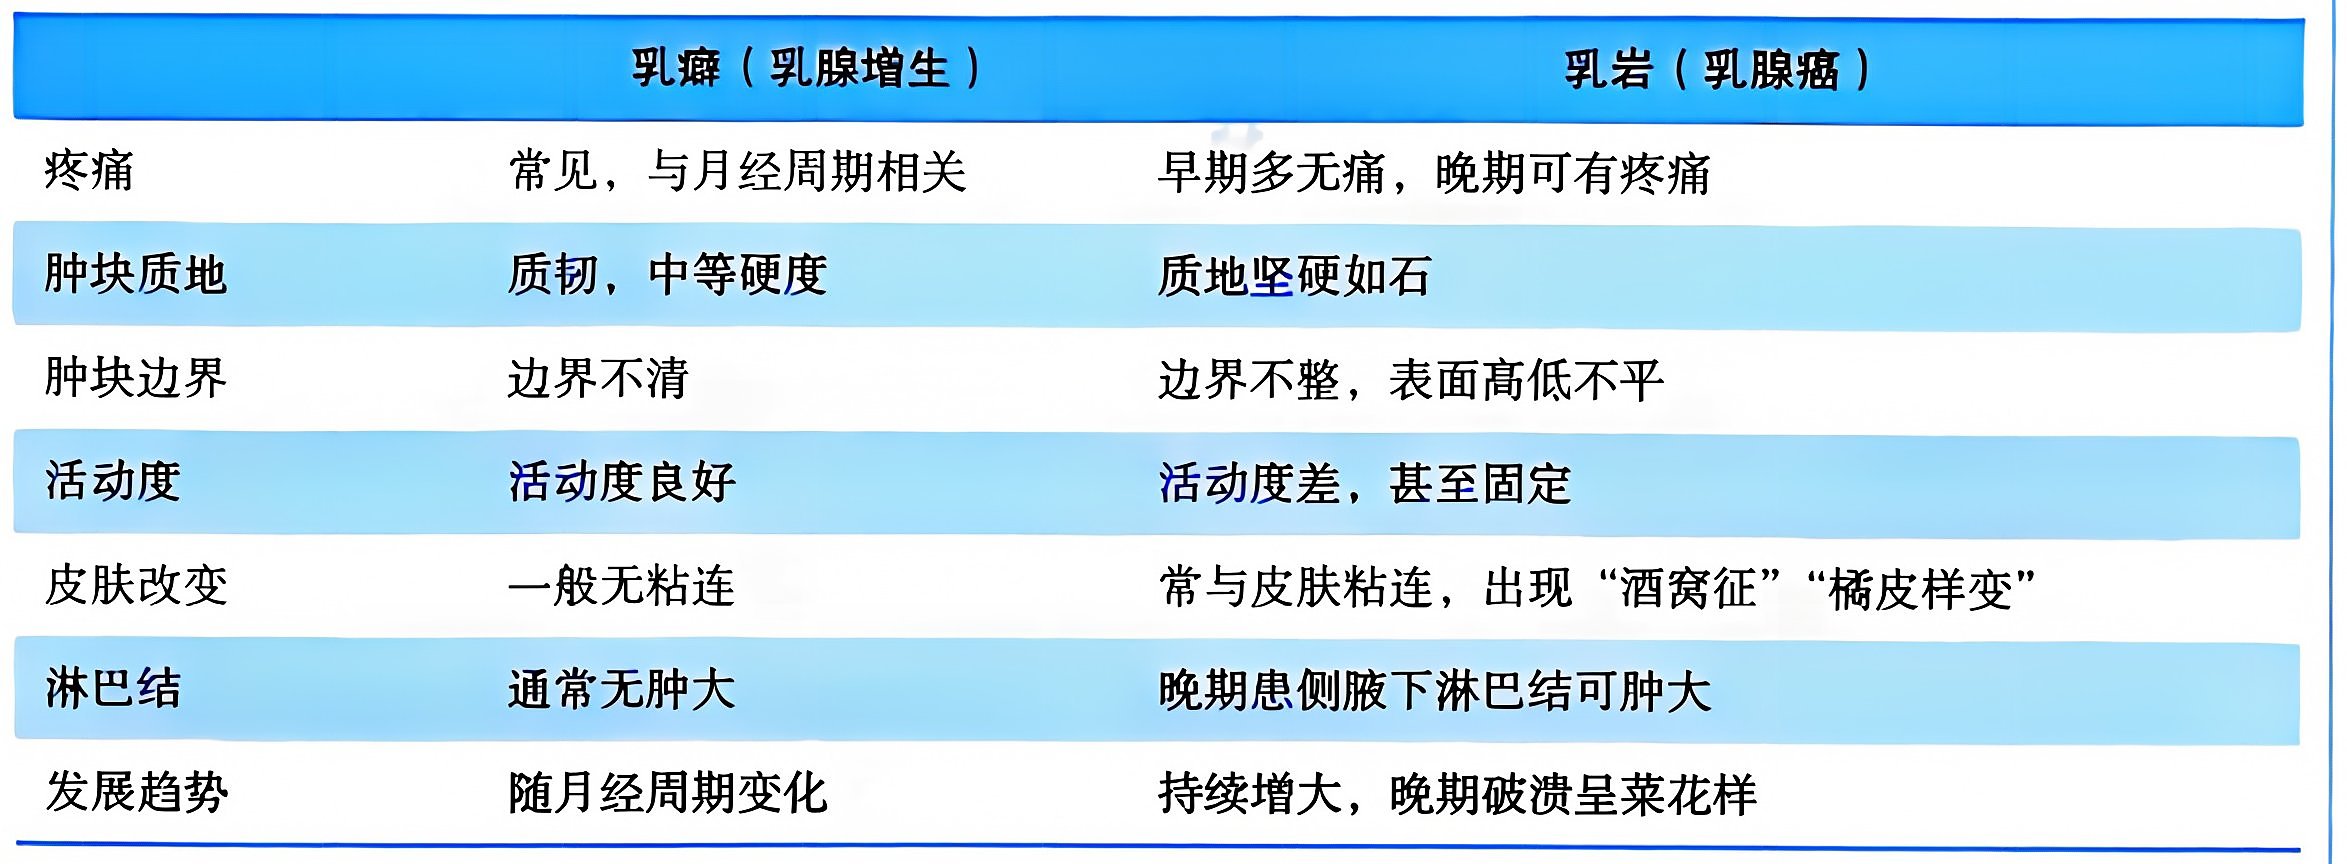 乳癖（乳腺增生） 乳岩（乳腺癌）
疼痛 常见，与月经周期相关 早期多无痛，晚期可有疼痛
肿块质地 质韧，中等硬度 质地坚硬如石
肿块边界 边界不清 边界不整，表面高低不平
活动度 活动度良好 活动度差，甚至固定
皮肤改变 一般无粘连 常与皮肤粘连，出现“酒窝征”“橘皮样变”
淋巴结 通常无肿大 晚期患侧腋下淋巴结可肿大
发展趋势 随月经周期变化 持续增大，晚期破溃呈菜花样